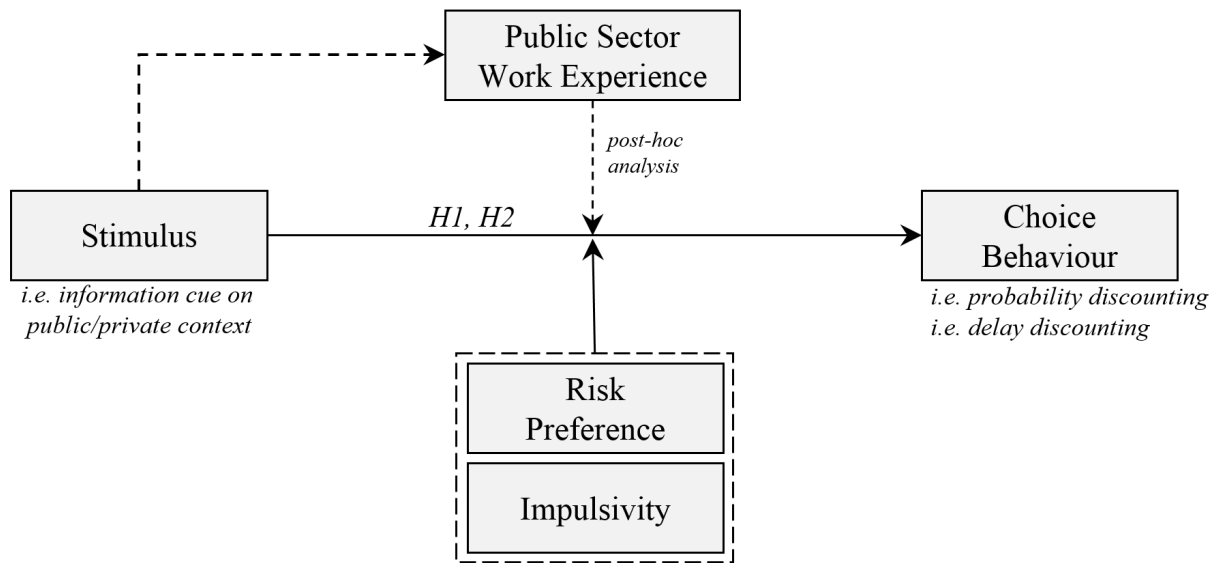 Public Sector
Work Experience
post-hoc
analysis
H1, H2
Stimulus
Choice
Behaviour
i.e. information cue on
public/private context
i.e. probability discounting
i.e. delay discounting
Risk
Preference
Impulsivity